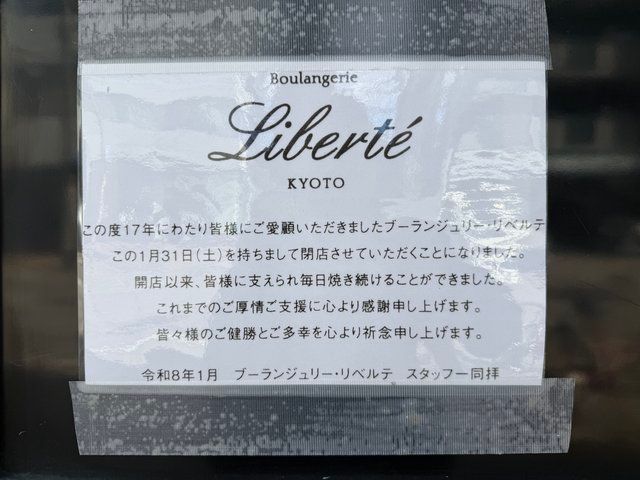 Boulangerie
Liberté
KYOTO
この度17年にわたり皆様にご愛顧いただきましたブーランジュリー・リベルテ
この1月31日(土)を持ちまして閉店させていただくことになりました。
開店以来、皆様に支えられ毎日焼き続けることができました。
これまでのご厚情ご支援に心より感謝申し上げます。
皆々様のご健勝とご多幸を心より祈念申し上げます。
令和8年1月 ブーランジュリー・リベルテ スタッフ一同拝